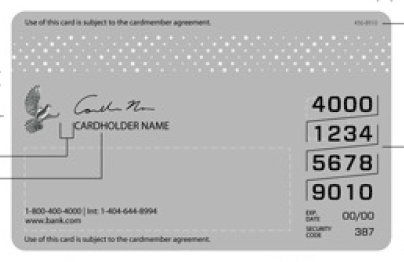 Use of this card is subject to the cardmember agreement.
CARDHOLDER NAME
4000
1234
5678
9010
1-800-400-4000 | Int: 1-404-644-8994
www.bank.com
EXP. DATE 00/00
SECURITY CODE 387
Use of this card is subject to the cardmember agreement.